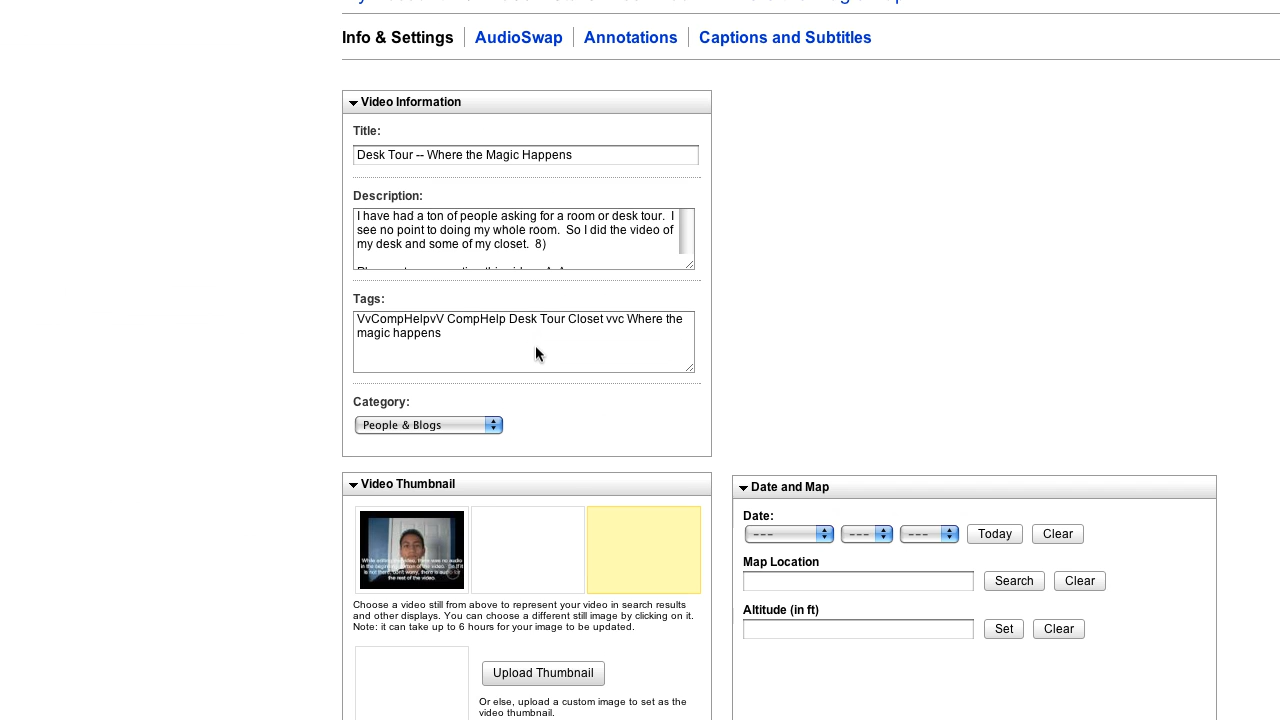 Info & Settings
AudioSwap
Annotations
Captions and Subtitles
Video Information
Title:
Desk Tour -- Where the Magic Happens
Description:
I have had a ton of people asking for a room or desk tour. I
see no point to doing my whole room. So I did the video of
my desk and some of my closet. 8)
Tags:
VvCompHelpvV CompHelp Desk Tour Closet vvc Where the
magic happens
Category:
People & Blogs
Video Thumbnail
the rest of the video.
Choose a video still from above to represent your video in search results
and other displays. You can choose a different still image by clicking on it.
Note: it can take up to 6 hours for your image to be updated.
Upload Thumbnail
Or else, upload a custom image to set as the
video thumbnail.
Date and Map
Date:
--- --- --- Today Clear
Map Location
Search Clear
Altitude (in ft)
Set Clear